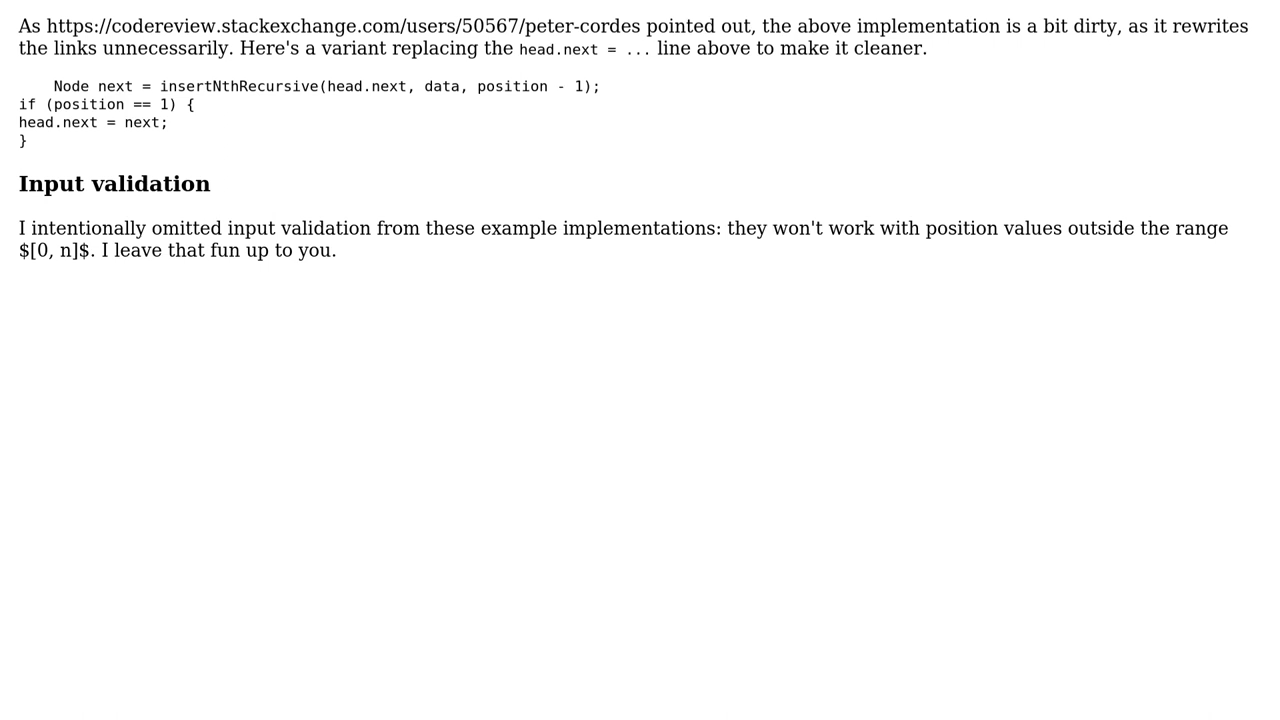 As https://codereview.stackexchange.com/users/50567/peter-cordes pointed out, the above implementation is a bit dirty, as it rewrites
the links unnecessarily. Here's a variant replacing the head.next = ... line above to make it cleaner.
    Node next = insertNthRecursive(head.next, data, position - 1);
if (position == 1) {
head.next = next;
}
Input validation
I intentionally omitted input validation from these example implementations: they won't work with position values outside the range
$[0, n]$. I leave that fun up to you.